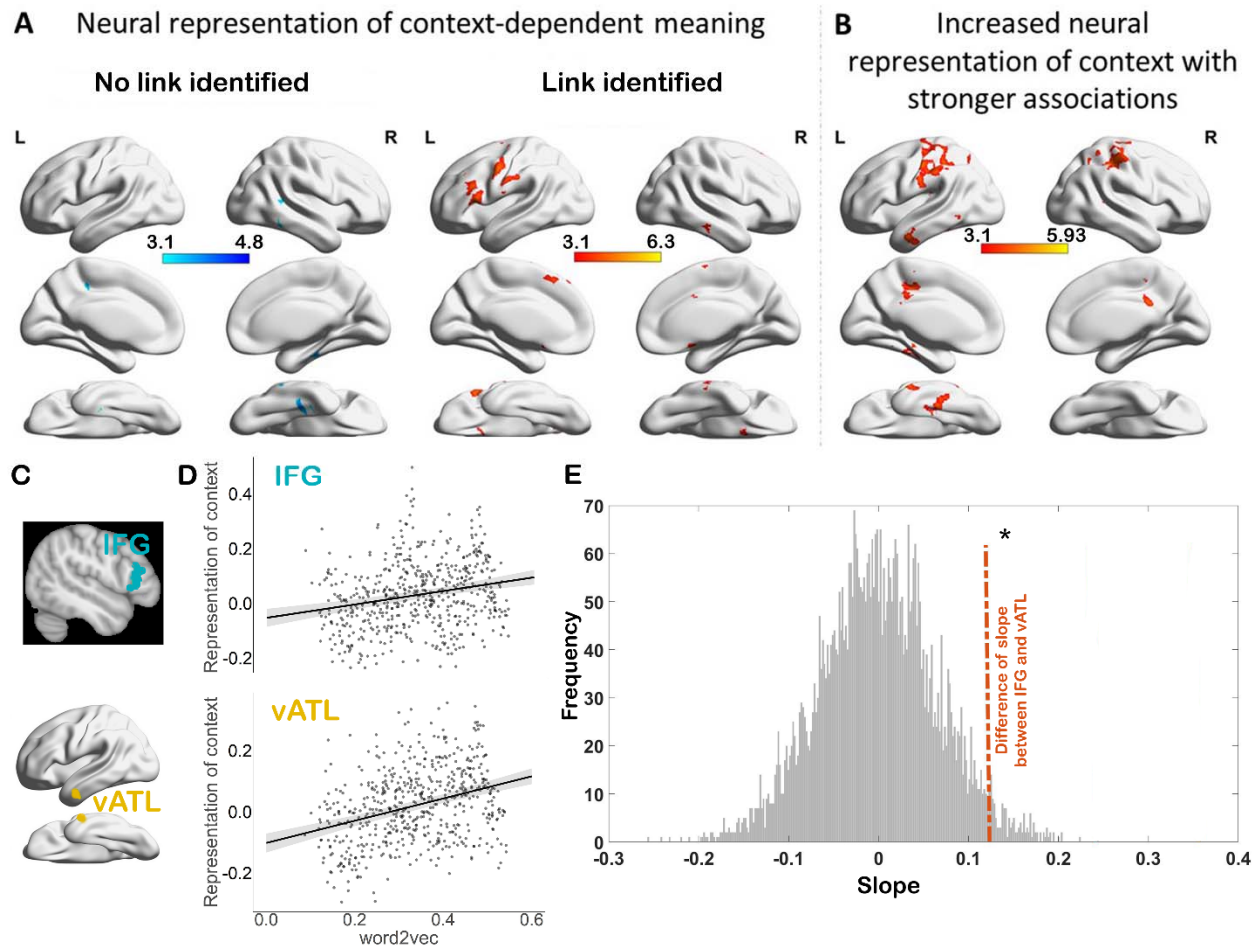 A Neural representation of context-dependent meaning
No link identified
Link identified
L R L R
3.1 4.8
3.1 6.3
B Increased neural
representation of context with
stronger associations
L R
3.1 5.93
C
IFG
vATL
D
IFG
Representation of context
0.4
0.2
0.0
-0.2
vATL
Representation of context
0.2
0.0
-0.2
0.0 0.2 0.4 0.6
word2vec
E
Frequency
70
60
50
40
30
20
10
0
*
Difference of slope
between IFG and vATL
-0.3 -0.2 -0.1 0 0.1 0.2 0.3 0.4
Slope